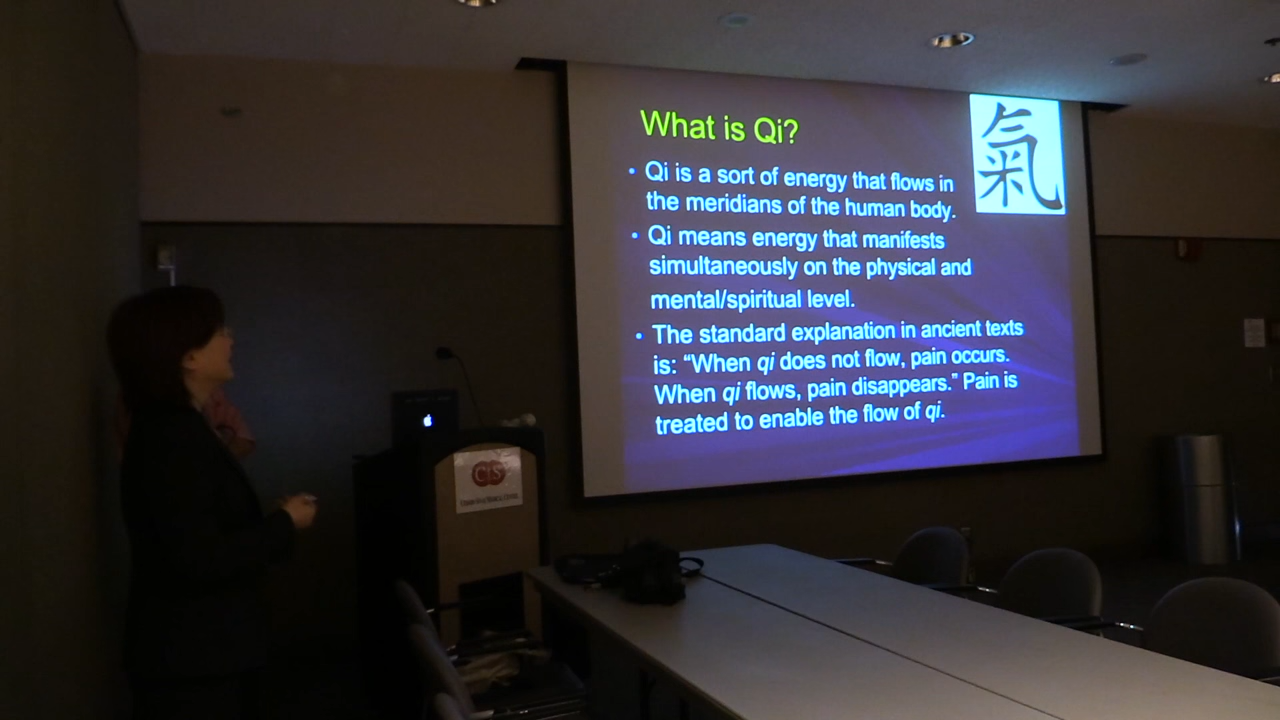 What is Qi?
氣
• Qi is a sort of energy that flows in
the meridians of the human body.
• Qi means energy that manifests
simultaneously on the physical and
mental/spiritual level.
• The standard explanation in ancient texts
is: “When qi does not flow, pain occurs.
When qi flows, pain disappears.” Pain is
treated to enable the flow of qi.
CIS